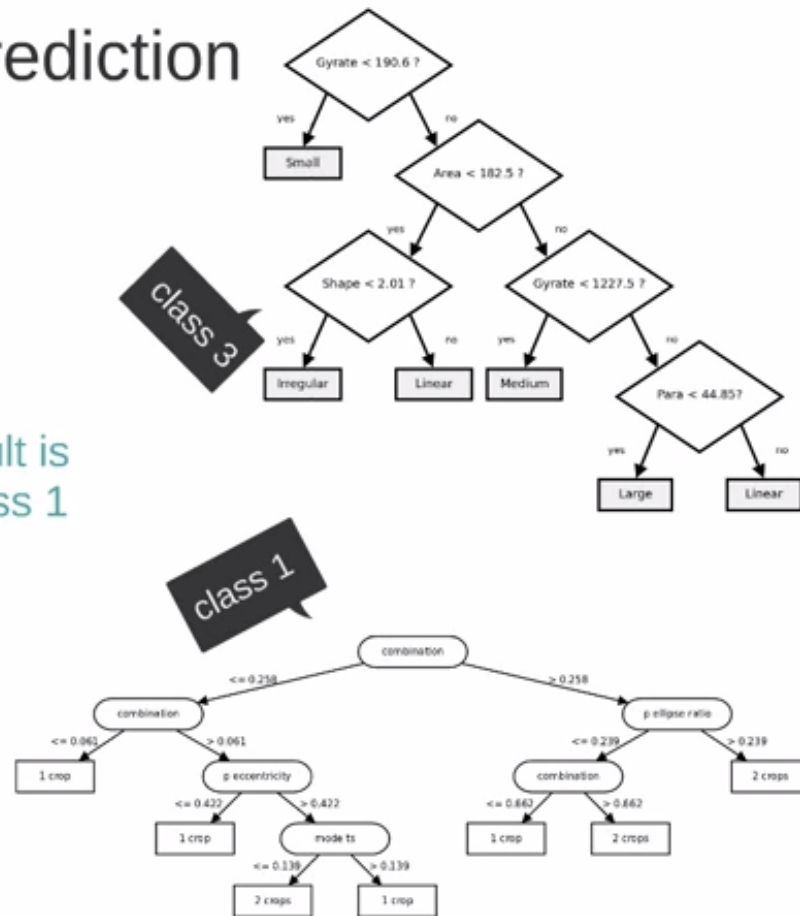 rediction
Gyrate < 190.6 ?
yes
no
Small
Area < 182.5 ?
yes
no
Shape < 2.01 ?
Gyrate < 1227.5 ?
class 3
yes
no
yes
no
Irregular
Linear
Medium
Para < 44.85?
yes
no
Large
Linear
ult is
ss 1
class 1
combination
<= 0.258
> 0.258
combination
p ellipse ratio
<= 0.061
> 0.061
<= 0.239
> 0.239
1 crop
p eccentricity
combination
2 crops
<= 0.422
> 0.422
<= 0.662
> 0.662
1 crop
mode ts
1 crop
2 crops
<= 0.139
> 0.139
2 crops
1 crop